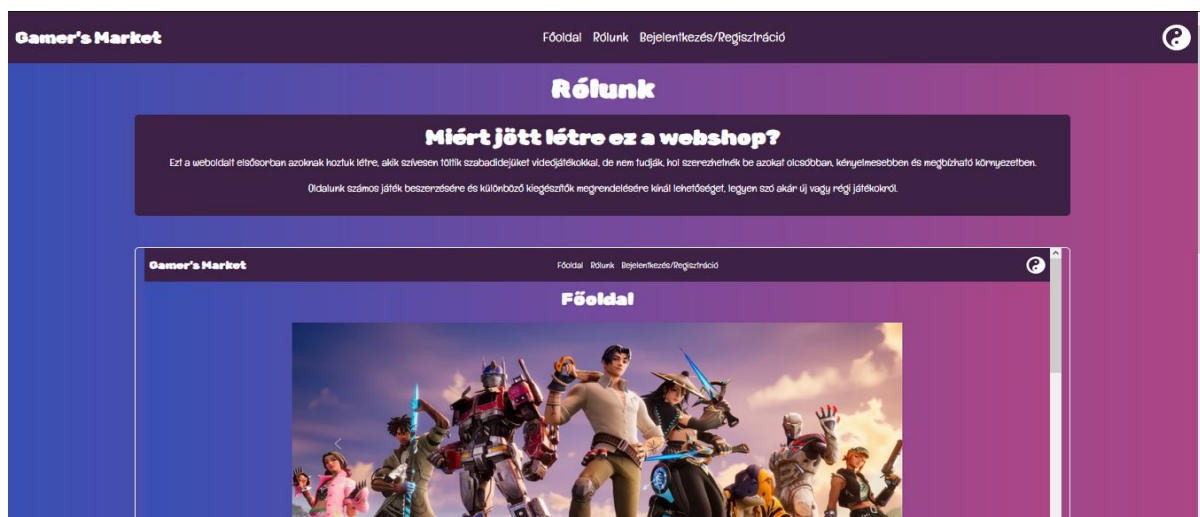 Gamer's Market
Főoldal Rólunk Bejelentkezés/Regisztráció
Rólunk
Miért jött létre ez a webshop?
Ezt a weboldalt elsősorban azoknak hoztuk létre, akik szívesen töltik szabadidejüket videójátékokkal, de nem tudják, hol szerezhetnék be azokat olcsóbban, kényelmesebben és megbízható környezetben.
Oldalunk számos játék beszerzésére és különböző kiegészítők megrendelésére kínál lehetőséget, legyen szó akár új vagy régi játékokról.
Gamer's Market
Főoldal Rólunk Bejelentkezés/Regisztráció
Főoldal